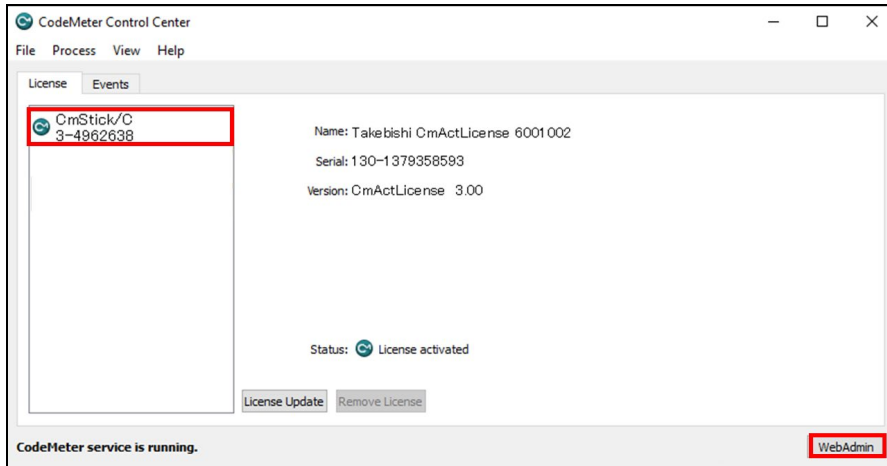 CodeMeter Control Center
File Process View Help
License Events
CmStick/C
3-4962638
Name: Takebishi CmActLicense 6001002
Serial: 130-1379358593
Version: CmActLicense 3.00
Status: License activated
License Update Remove License
CodeMeter service is running.
WebAdmin